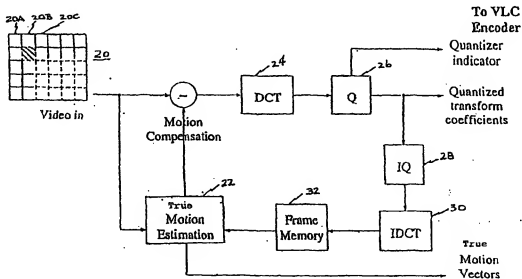 To VLC
Encoder
20A 20B 20C
20
Video in
Motion
Compensation
24
DCT
26
Q
Quantizer
indicator
Quantized
transform
coefficients
28
IQ
30
IDCT
32
Frame
Memory
22
True
Motion
Estimation
True
Motion
Vectors